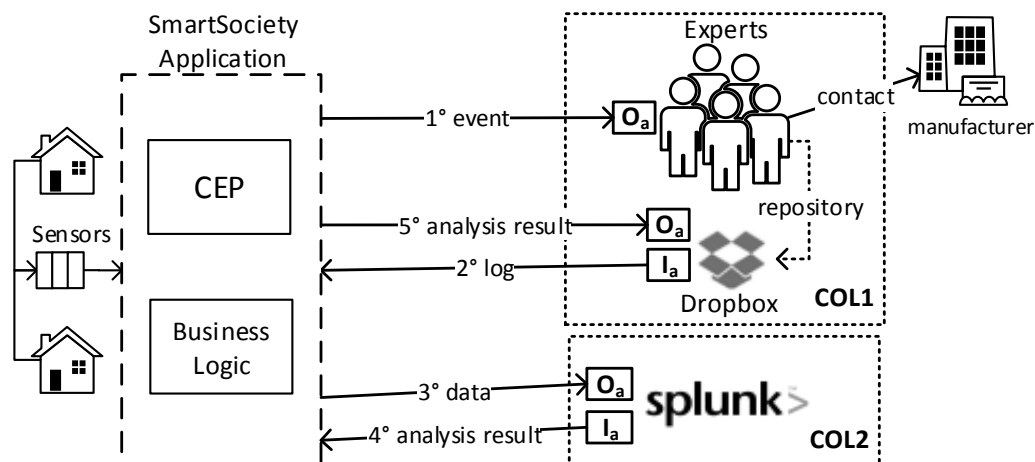 SmartSociety
Application
Experts
contact
manufacturer
1° event
Oₐ
CEP
repository
Sensors
5° analysis result
Oₐ
2° log
Iₐ
Dropbox
COL1
Business
Logic
3° data
Oₐ
splunk>
4° analysis result
Iₐ
COL2